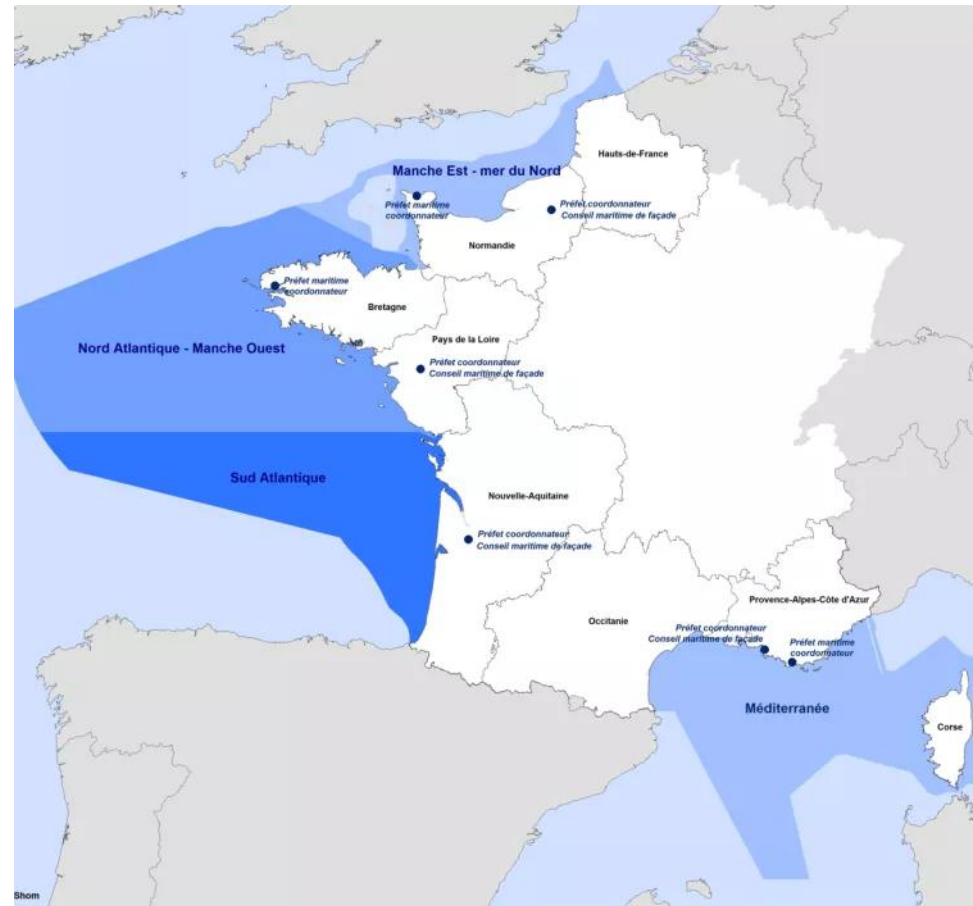 Hauts-de-France
Manche Est - mer du Nord
Préfet maritime
coordonnateur
Préfet coordonnateur
Conseil maritime de façade
Normandie
Préfet maritime
coordonnateur
Bretagne
Nord Atlantique - Manche Ouest
Pays de la Loire
Préfet coordonnateur
Conseil maritime de façade
Sud Atlantique
Nouvelle-Aquitaine
Préfet coordonnateur
Conseil maritime de façade
Provence-Alpes-Côte d'Azur
Occitanie
Préfet coordonnateur
Conseil maritime de façade
Préfet maritime
coordonnateur
Méditerranée
Corse
Shom